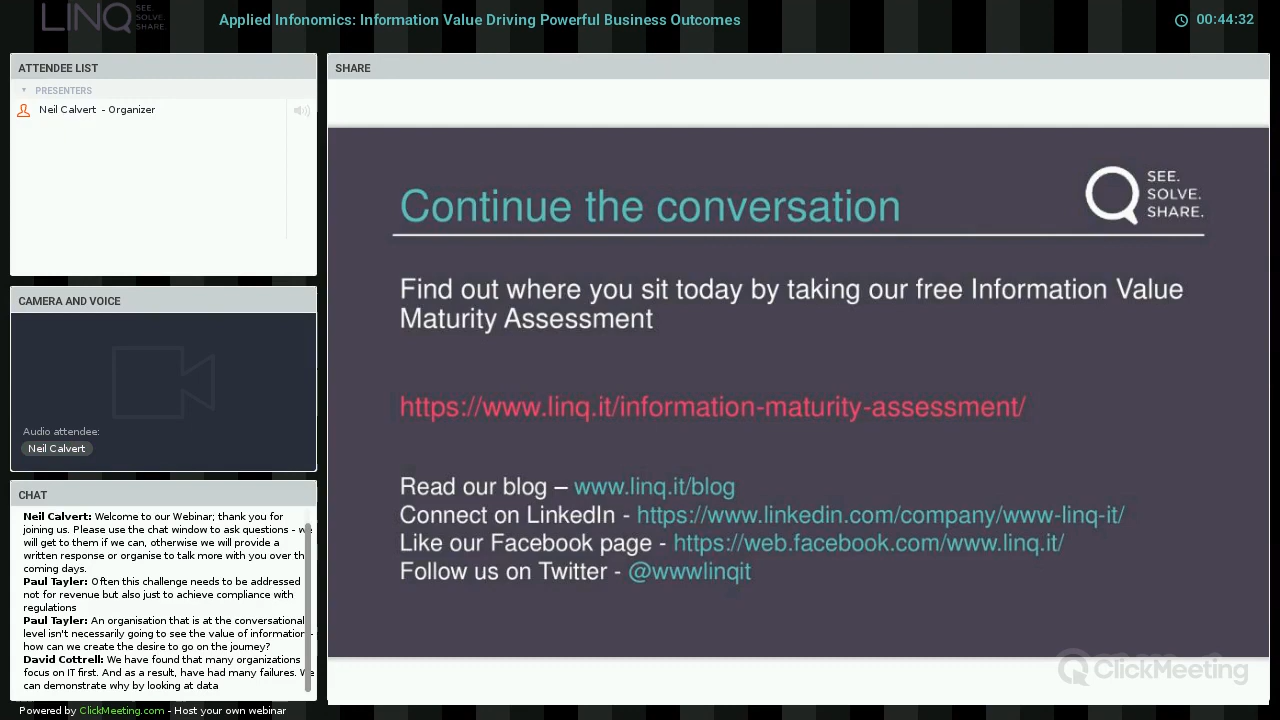 LINQ SEE. SOLVE. SHARE.
Applied Infonomics: Information Value Driving Powerful Business Outcomes
00:44:32
ATTENDEE LIST
PRESENTERS
Neil Calvert - Organizer
CAMERA AND VOICE
Audio attendee:
Neil Calvert
CHAT
Neil Calvert: Welcome to our Webinar; thank you for
joining us. Please use the chat window to ask questions - we
will get to them if we can, otherwise we will provide a
written response or organise to talk more with you over the
coming days.
Paul Tayler: Often this challenge needs to be addressed
not for revenue but also just to achieve compliance with
regulations
Paul Tayler: An organisation that is at the conversational
level isn't necessarily going to see the value of information -
how can we create the desire to go on the journey?
David Cottrell: We have found that many organizations
focus on IT first. And as a result, have had many failures. We
can demonstrate why by looking at data
Powered by ClickMeeting.com - Host your own webinar
SHARE
Continue the conversation
SEE.
SOLVE.
SHARE.
Find out where you sit today by taking our free Information Value
Maturity Assessment
https://www.linq.it/information-maturity-assessment/
Read our blog – www.linq.it/blog
Connect on LinkedIn - https://www.linkedin.com/company/www-linq-it/
Like our Facebook page - https://web.facebook.com/www.linq.it/
Follow us on Twitter - @wwwlinqit
ClickMeeting